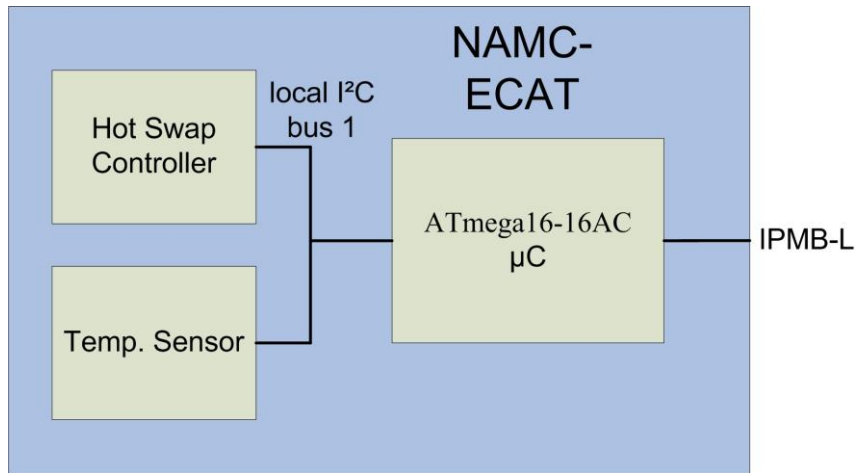 NAMC-
ECAT
local I²C
bus 1
Hot Swap
Controller
ATmega16-16AC
µC
IPMB-L
Temp. Sensor